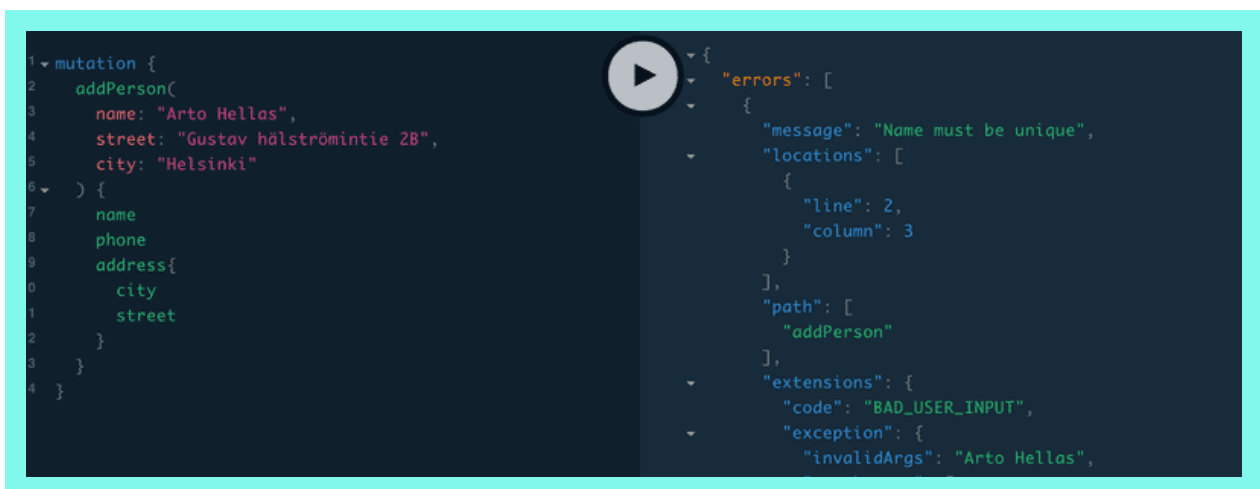 1 mutation {
2 addPerson(
3 name: "Arto Hellas",
4 street: "Gustav hälströmintie 2B",
5 city: "Helsinki"
6 ) {
7 name
8 phone
9 address{
0 city
1 street
2 }
3 }
4 }
{
"errors": [
{
"message": "Name must be unique",
"locations": [
{
"line": 2,
"column": 3
}
],
"path": [
"addPerson"
],
"extensions": {
"code": "BAD_USER_INPUT",
"exception": {
"invalidArgs": "Arto Hellas",